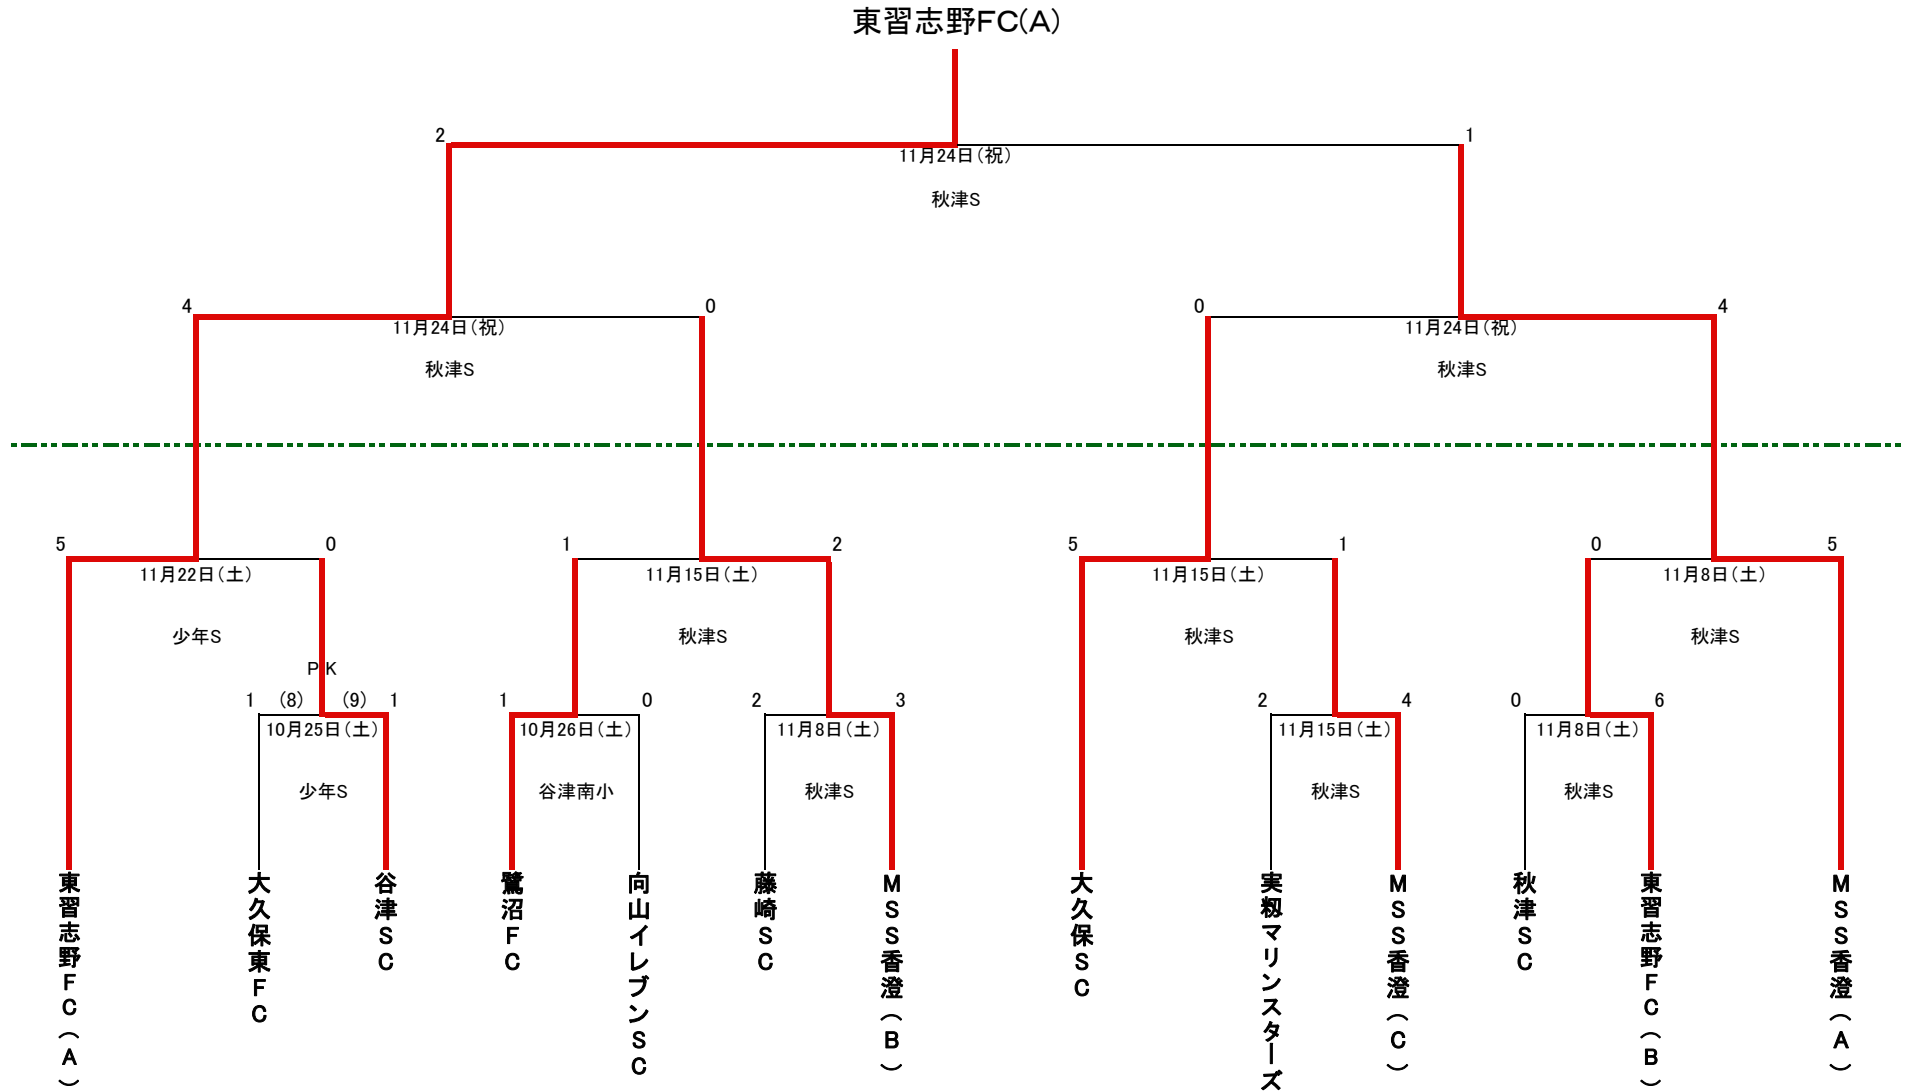 東習志野FC(A)
2
1
11月24日(祝)
秋津S
4
0
0
4
11月24日(祝)
11月24日(祝)
秋津S
秋津S
5
0
1
2
5
1
0
5
11月22日(土)
11月15日(土)
11月15日(土)
11月8日(土)
少年S
秋津S
秋津S
秋津S
PK
1
(8)
(9)
1
1
0
2
3
2
4
0
6
10月25日(土)
10月26日(土)
11月8日(土)
11月15日(土)
11月8日(土)
少年S
谷津南小
秋津S
秋津S
秋津S
東習志野FC(A)
大久保東FC
谷津SC
鷺沼FC
向山イレブンSC
藤崎SC
MSS香澄(B)
大久保SC
実籾マリンスターズ
MSS香澄(C)
秋津SC
東習志野FC(B)
MSS香澄(A)